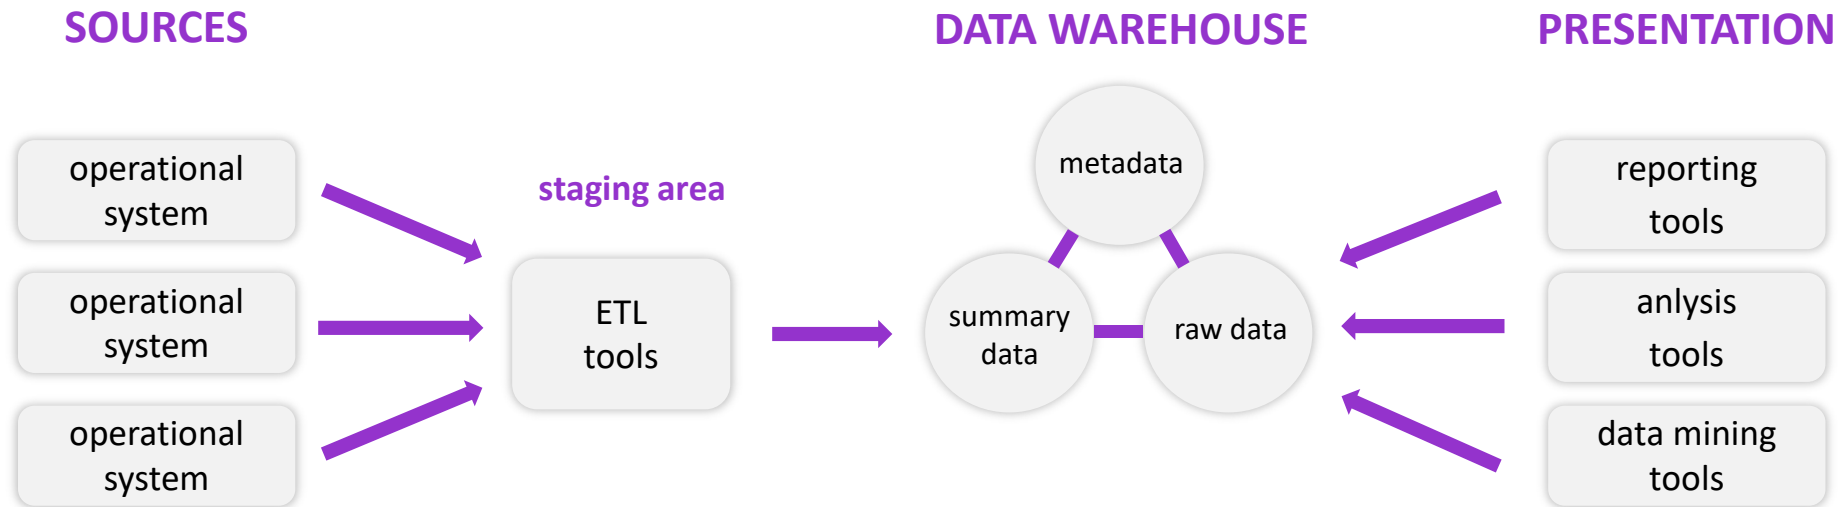 SOURCES
DATA WAREHOUSE
PRESENTATION
operational
system
operational
system
operational
system
staging area
ETL
tools
metadata
summary
data
raw data
reporting
tools
anlysis
tools
data mining
tools